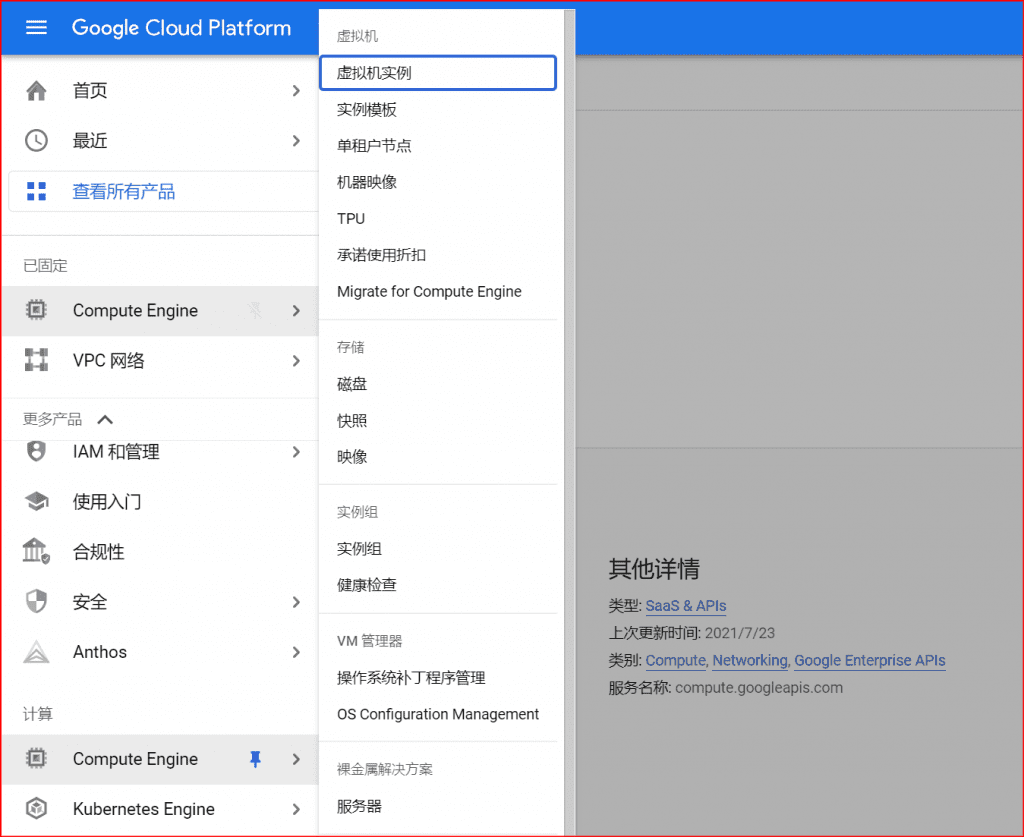 Google Cloud Platform
首页
最近
查看所有产品
已固定
Compute Engine
VPC 网络
更多产品
IAM 和管理
使用入门
合规性
安全
Anthos
计算
Compute Engine
Kubernetes Engine
虚拟机
虚拟机实例
实例模板
单租户节点
机器映像
TPU
承诺使用折扣
Migrate for Compute Engine
存储
磁盘
快照
映像
实例组
实例组
健康检查
VM 管理器
操作系统补丁程序管理
OS Configuration Management
裸金属解决方案
服务器
其他详情
类型: SaaS & APIs
上次更新时间: 2021/7/23
类别: Compute, Networking, Google Enterprise APIs
服务名称: compute.googleapis.com